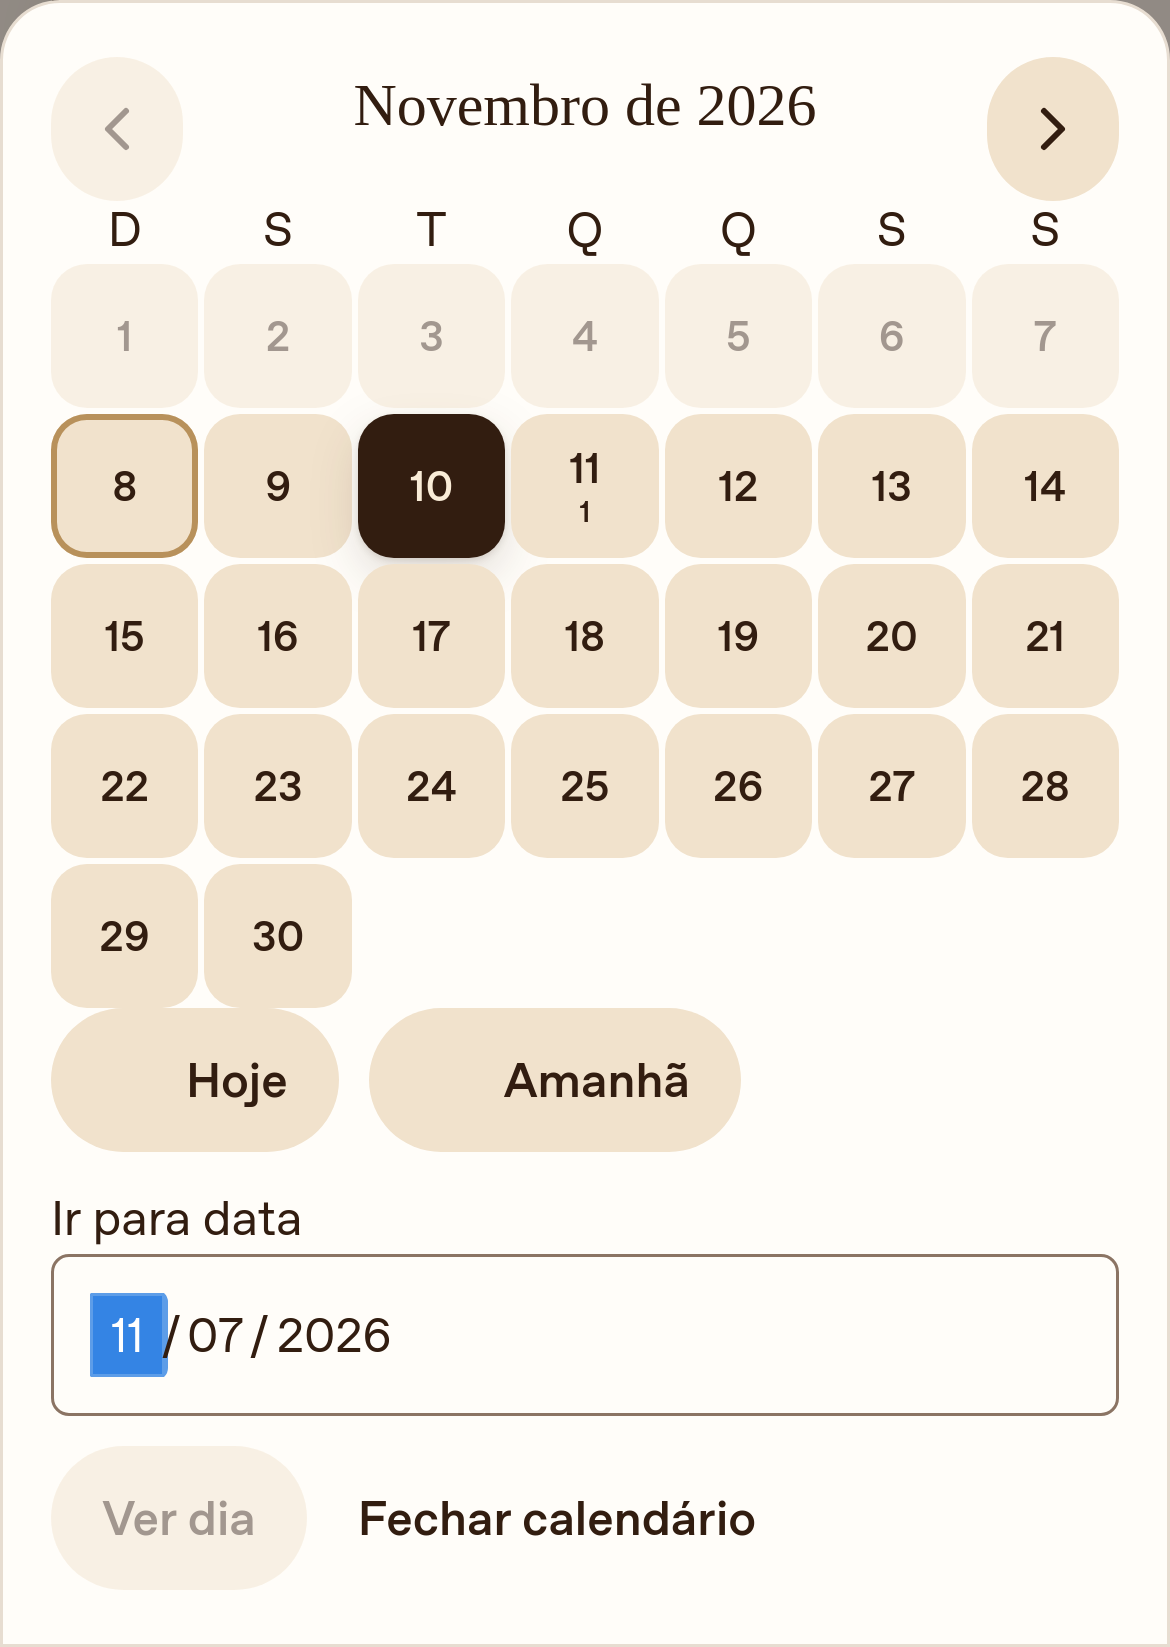 Novembro de 2026
D S T Q Q S S
1 2 3 4 5 6 7
8 9 10 11 12 13 14
1
15 16 17 18 19 20 21
22 23 24 25 26 27 28
29 30
Hoje Amanhã
Ir para data
11/07/2026
Ver dia Fechar calendário